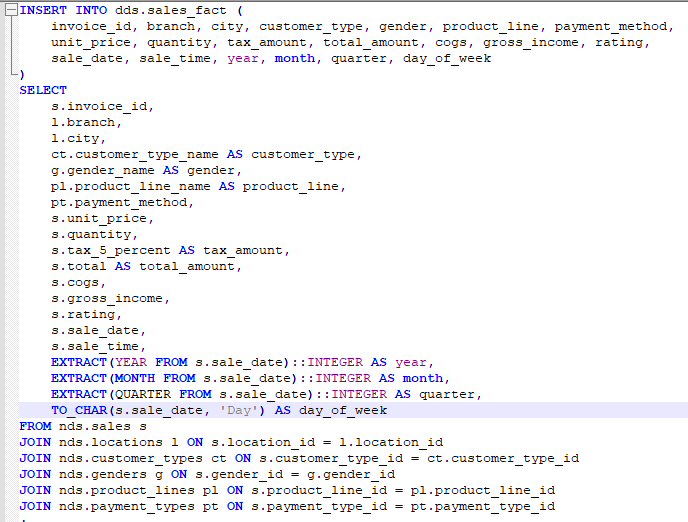 INSERT INTO dds.sales_fact (
    invoice_id, branch, city, customer_type, gender, product_line, payment_method,
    unit_price, quantity, tax_amount, total_amount, cogs, gross_income, rating,
    sale_date, sale_time, year, month, quarter, day_of_week
)
SELECT
    s.invoice_id,
    l.branch,
    l.city,
    ct.customer_type_name AS customer_type,
    g.gender_name AS gender,
    pl.product_line_name AS product_line,
    pt.payment_method,
    s.unit_price,
    s.quantity,
    s.tax_5_percent AS tax_amount,
    s.total AS total_amount,
    s.cogs,
    s.gross_income,
    s.rating,
    s.sale_date,
    s.sale_time,
    EXTRACT(YEAR FROM s.sale_date)::INTEGER AS year,
    EXTRACT(MONTH FROM s.sale_date)::INTEGER AS month,
    EXTRACT(QUARTER FROM s.sale_date)::INTEGER AS quarter,
    TO_CHAR(s.sale_date, 'Day') AS day_of_week
FROM nds.sales s
JOIN nds.locations l ON s.location_id = l.location_id
JOIN nds.customer_types ct ON s.customer_type_id = ct.customer_type_id
JOIN nds.genders g ON s.gender_id = g.gender_id
JOIN nds.product_lines pl ON s.product_line_id = pl.product_line_id
JOIN nds.payment_types pt ON s.payment_type_id = pt.payment_type_id